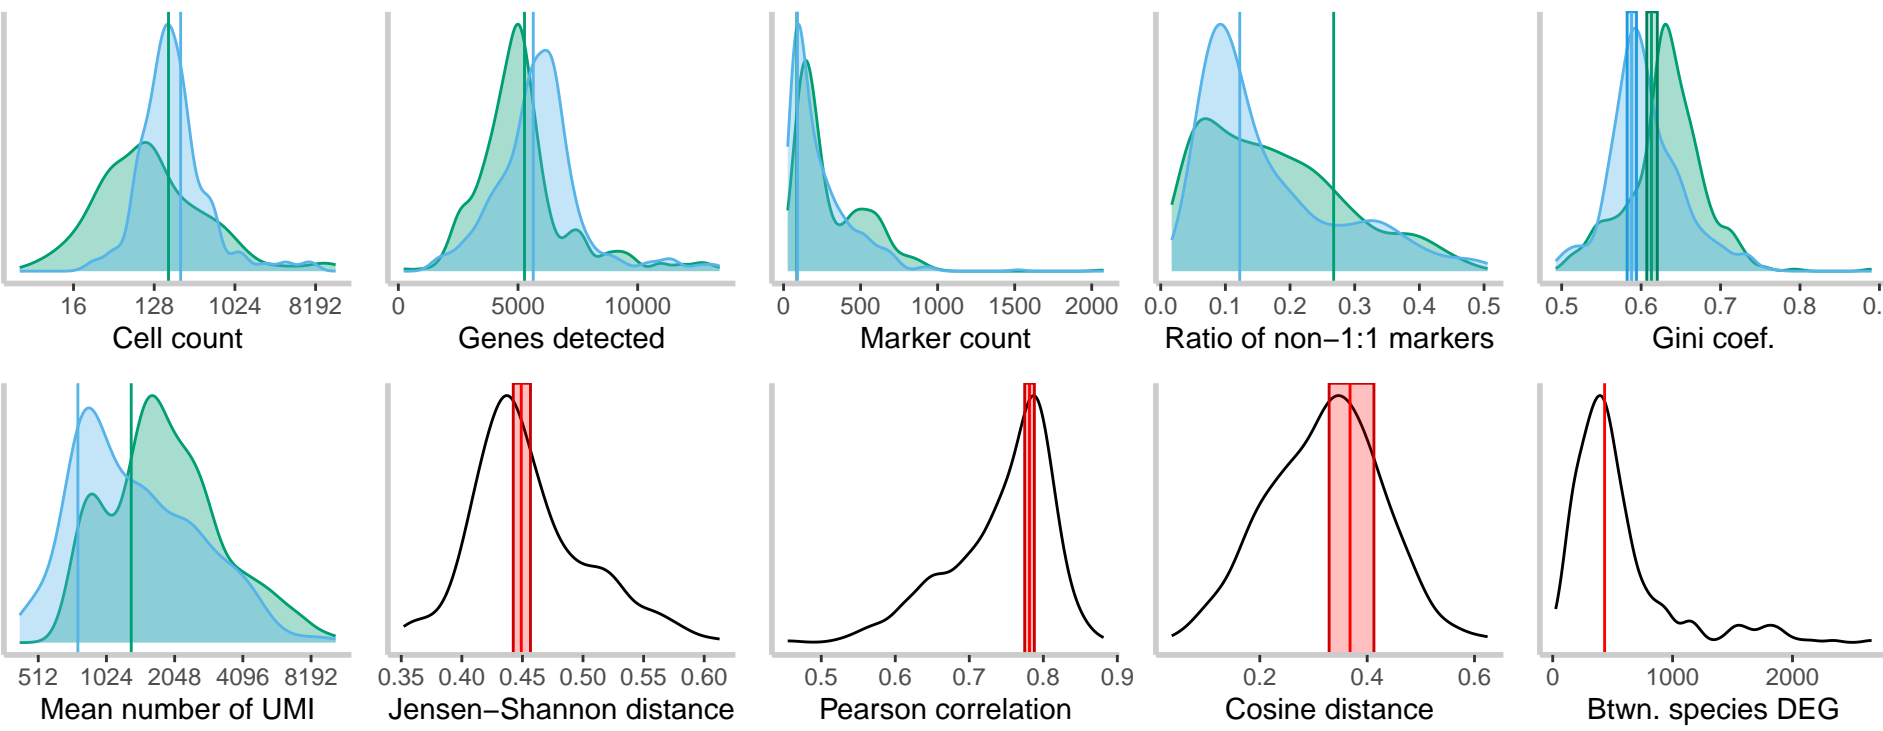 16 128 1024 8192
Cell count
0 5000 10000
Genes detected
0 500 1000 1500 2000
Marker count
0.0 0.1 0.2 0.3 0.4 0.5
Ratio of non−1:1 markers
0.5 0.6 0.7 0.8 0.
Gini coef.
512 1024 2048 4096 8192
Mean number of UMI
0.35 0.40 0.45 0.50 0.55 0.60
Jensen−Shannon distance
0.5 0.6 0.7 0.8 0.9
Pearson correlation
0.2 0.4 0.6
Cosine distance
0 1000 2000
Btwn. species DEG